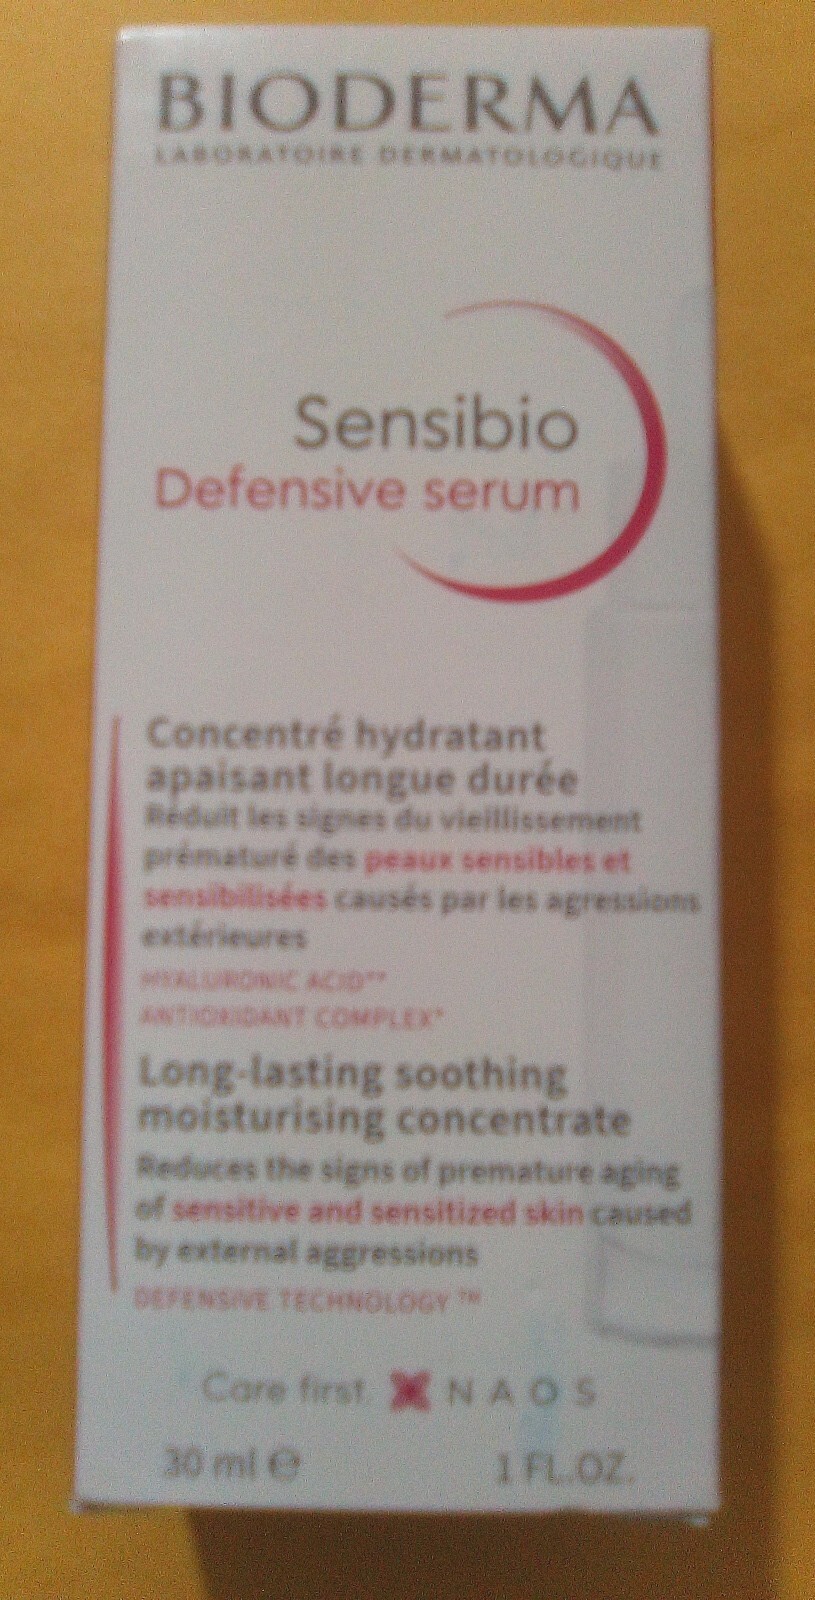 BIODERMA
LABORATOIRE DERMATOLOGIQUE
Sensibio
Defensive serum
Concentré hydratant
apaisant longue durée
Réduit les signes du vieillissement
prématuré des peaux sensibles et
sensibilisées causés par les agressions
extérieures
HYALURONIC ACID**
ANTIOXIDANT COMPLEX*
Long-lasting soothing
moisturising concentrate
Reduces the signs of premature aging
of sensitive and sensitized skin caused
by external aggressions
DEFENSIVE TECHNOLOGY™
Care first. NAOS
30 ml ℮ 1 FL.OZ.